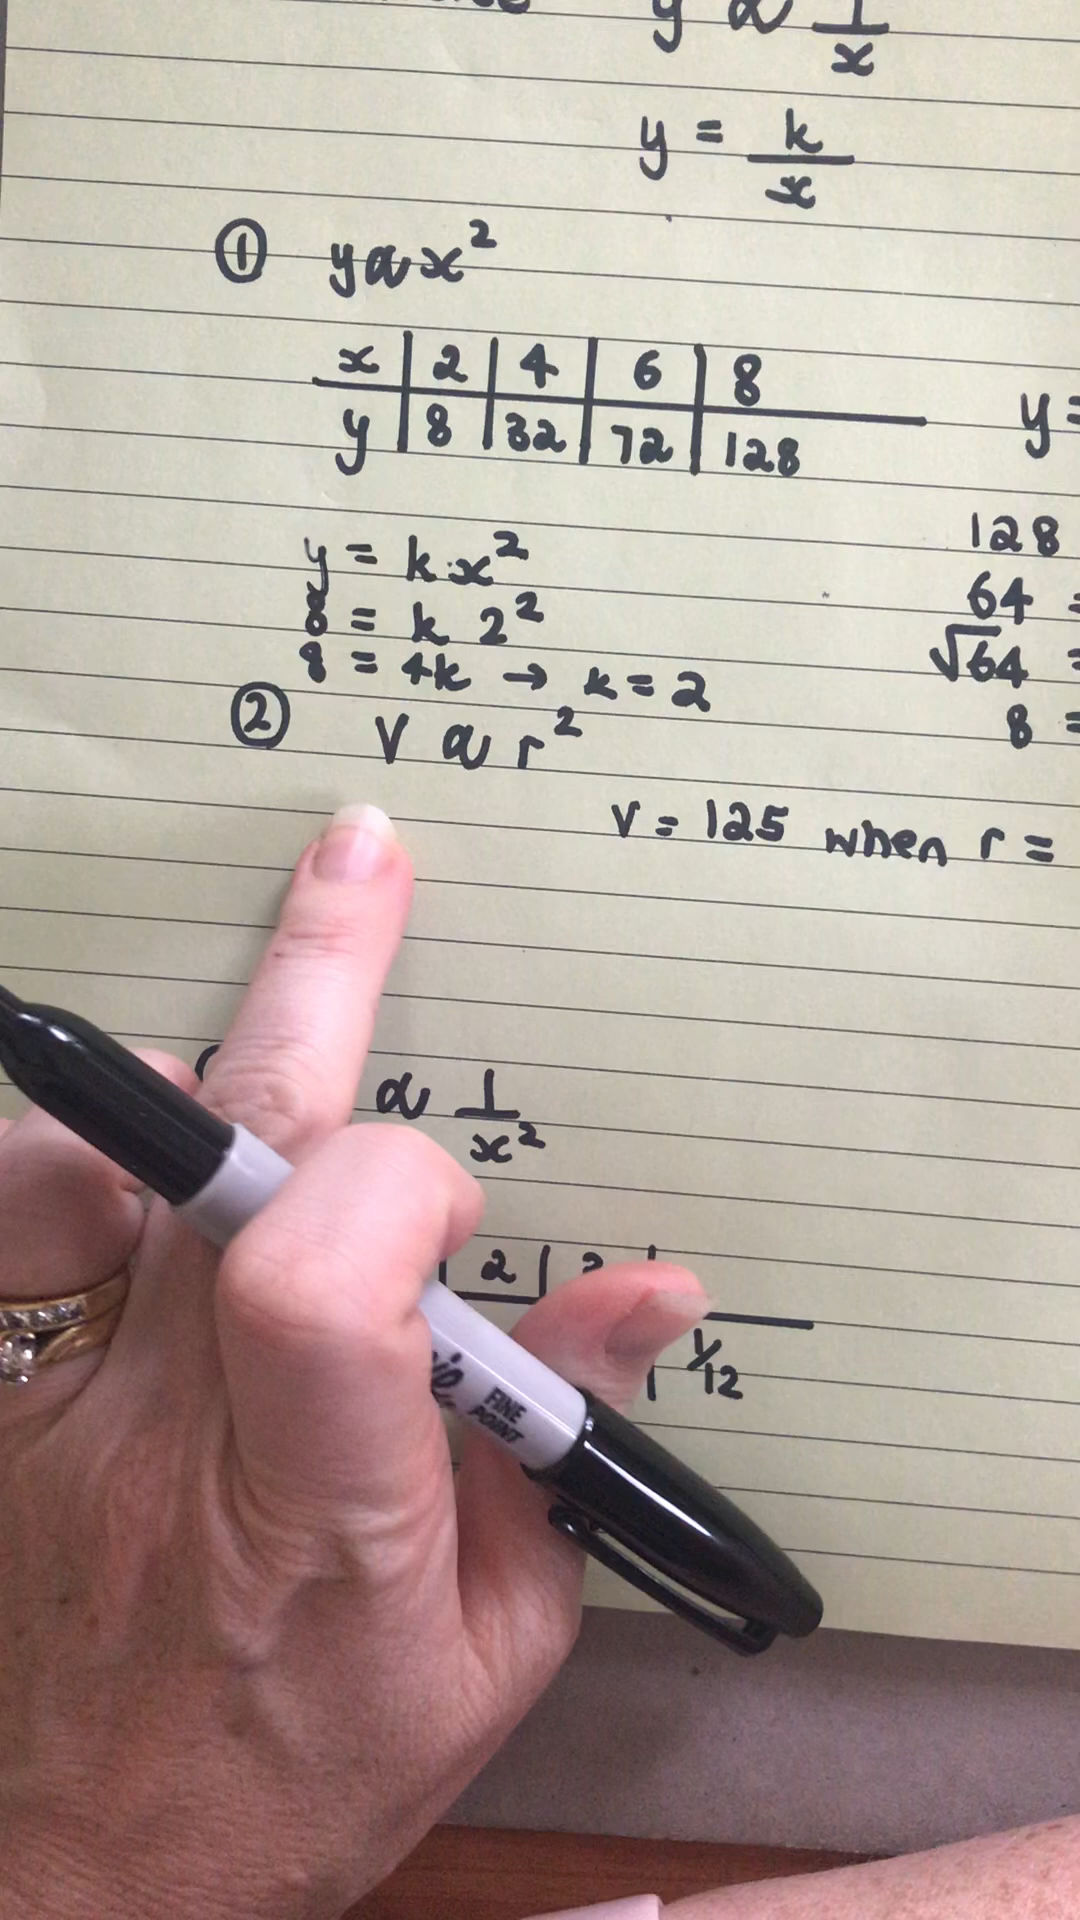 y ∝ 1/x
y = k/x
① y ∝ x²
x | 2 | 4 | 6 | 8
y | 8 | 32 | 72 | 128
y =
128
64 =
√64 =
8 =
y = kx²
8 = k 2²
8 = 4k → k = 2
② V ∝ r²
V = 125 when r =
∝ 1/x²
2
1/12
FINE
POINT